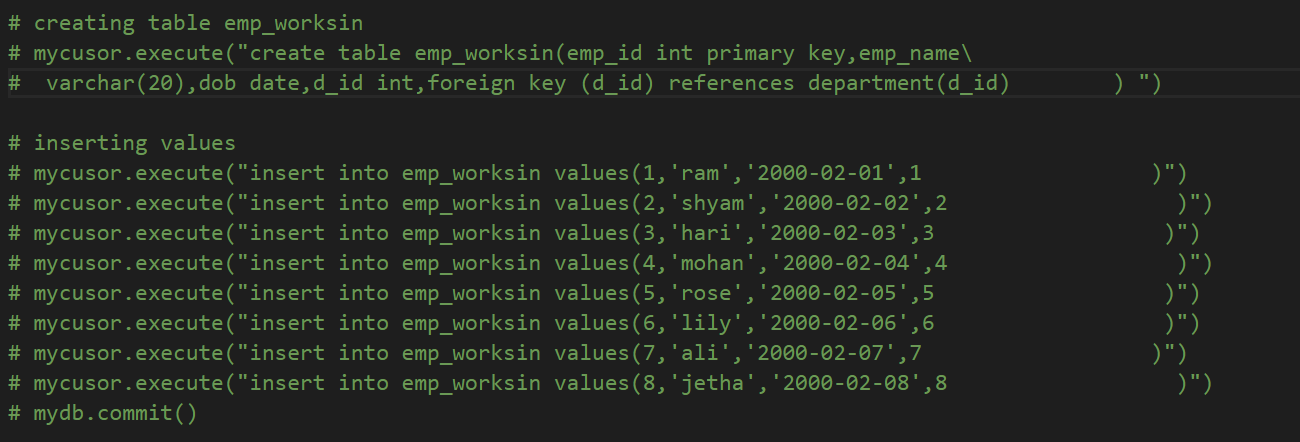 # creating table emp_worksin
# mycusor.execute("create table emp_worksin(emp_id int primary key,emp_name\
#  varchar(20),dob date,d_id int,foreign key (d_id) references department(d_id)        ) ")
# inserting values
# mycusor.execute("insert into emp_worksin values(1,'ram','2000-02-01',1                  )")
# mycusor.execute("insert into emp_worksin values(2,'shyam','2000-02-02',2                  )")
# mycusor.execute("insert into emp_worksin values(3,'hari','2000-02-03',3                  )")
# mycusor.execute("insert into emp_worksin values(4,'mohan','2000-02-04',4                  )")
# mycusor.execute("insert into emp_worksin values(5,'rose','2000-02-05',5                  )")
# mycusor.execute("insert into emp_worksin values(6,'lily','2000-02-06',6                  )")
# mycusor.execute("insert into emp_worksin values(7,'ali','2000-02-07',7                  )")
# mycusor.execute("insert into emp_worksin values(8,'jetha','2000-02-08',8                  )")
# mydb.commit()